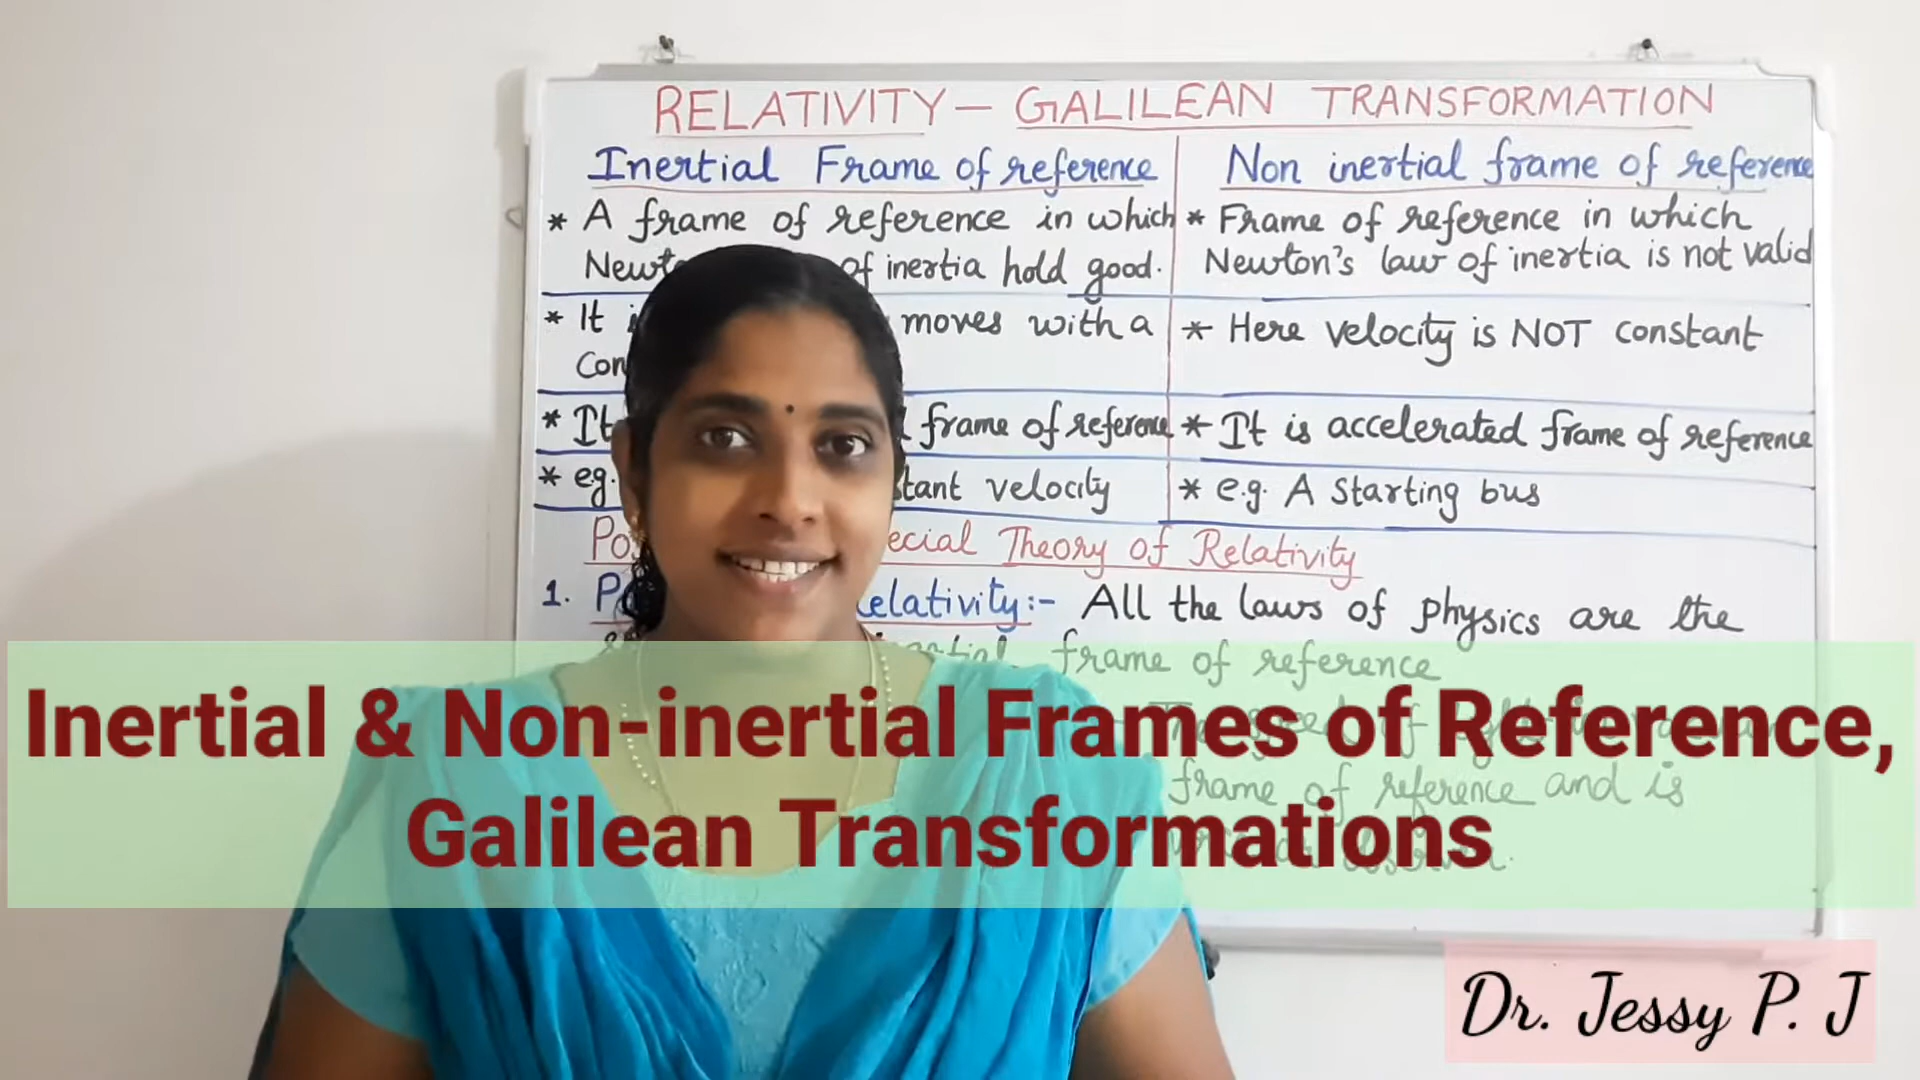 RELATIVITY — GALILEAN TRANSFORMATION
Inertial Frame of reference
* A frame of reference in which
of inertia hold good.
* It moves with a
* It frame of reference
* eg. velocity
Non inertial frame of reference
* Frame of reference in which
Newton's law of inertia is not valid
* Here velocity is NOT constant
* It is accelerated frame of reference
* e.g. A Starting bus
Theory of Relativity
1. :- All the laws of physics are the
frame of reference
frame of reference and is
Inertial & Non-inertial Frames of Reference,
Galilean Transformations
Dr. Jessy P. J